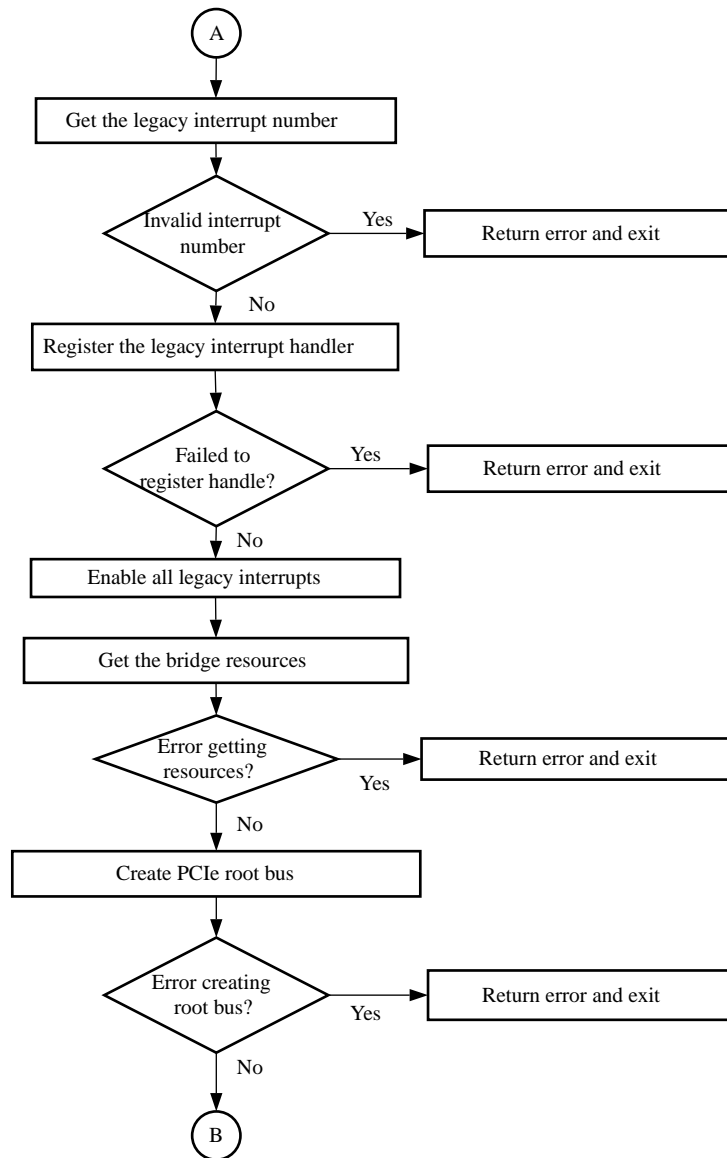 A
Get the legacy interrupt number
Invalid interrupt
number
Yes
Return error and exit
No
Register the legacy interrupt handler
Failed to
register handle?
Yes
Return error and exit
No
Enable all legacy interrupts
Get the bridge resources
Error getting
resources?
Yes
Return error and exit
No
Create PCIe root bus
Error creating
root bus?
Yes
Return error and exit
No
B